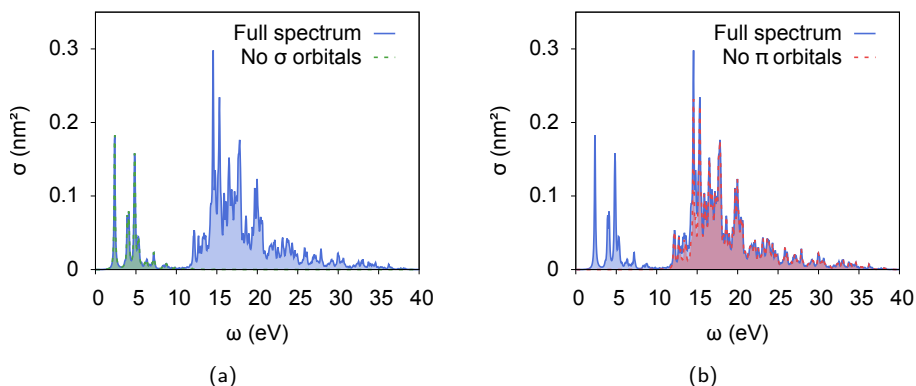 Full spectrum
No σ orbitals
σ (nm²)
0.3
0.2
0.1
0
0 5 10 15 20 25 30 35 40
ω (eV)
(a)
Full spectrum
No π orbitals
σ (nm²)
0.3
0.2
0.1
0
0 5 10 15 20 25 30 35 40
ω (eV)
(b)